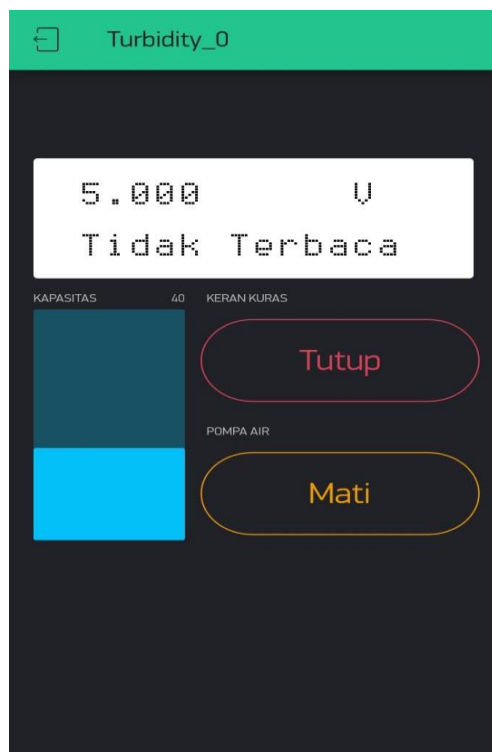 Turbidity_0
5.000 V
Tidak Terbaca
KAPASITAS 40
KERAN KURAS
Tutup
POMPA AIR
Mati